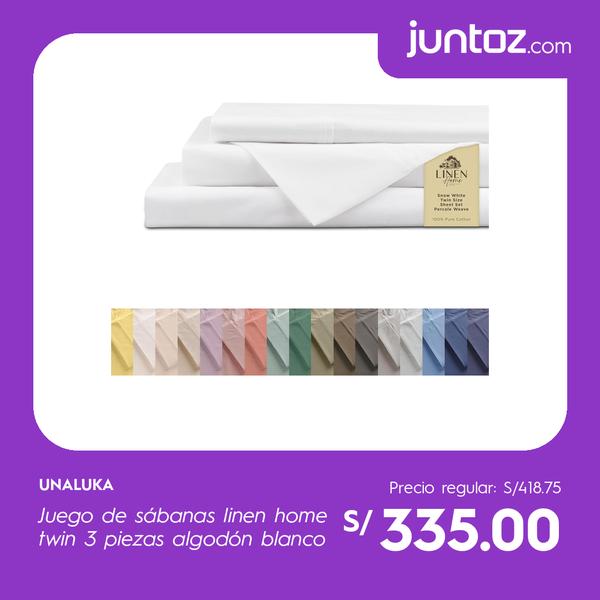 juntoz.com
LINEN
Home
Snow White
Twin Size
Sheet Set
Percale Weave
100% Pure Cotton
UNALUKA
Juego de sábanas linen home
twin 3 piezas algodón blanco
Precio regular: S/418.75
S/ 335.00